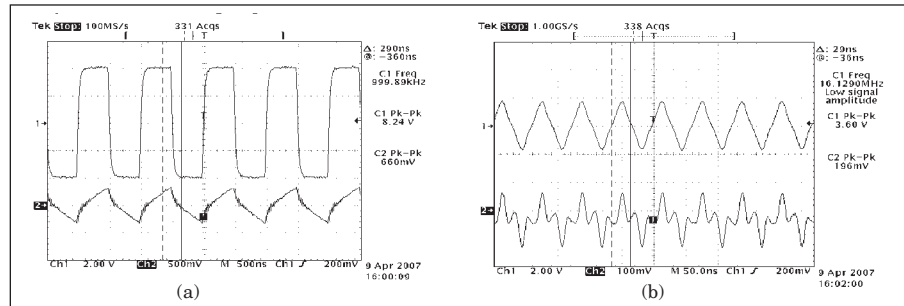 Tek Stop: 100MS/s 331 Acqs
T
Δ: 290ns
@: −360ns
C1 Freq
999.89kHz
C1 Pk–Pk
8.24 V
C2 Pk–Pk
660mV
1→
T
2→
Ch1 2.00 V Ch2 500mV M 500ns Ch1 200mV
9 Apr 2007
16:00:09
(a)
Tek Stop: 1.00GS/s 338 Acqs
T
Δ: 29ns
@: −36ns
C1 Freq
16.1290MHz
Low signal
amplitude
C1 Pk–Pk
3.60 V
C2 Pk–Pk
196mV
1→
T
2→
Ch1 2.00 V Ch2 100mV M 50.0ns Ch1 200mV
9 Apr 2007
16:02:00
(b)